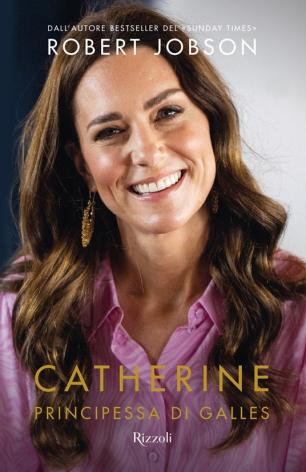 DALL'AUTORE BESTSELLER DEL «SUNDAY TIMES»
ROBERT JOBSON
CATHERINE
PRINCIPESSA DI GALLES
Rizzoli